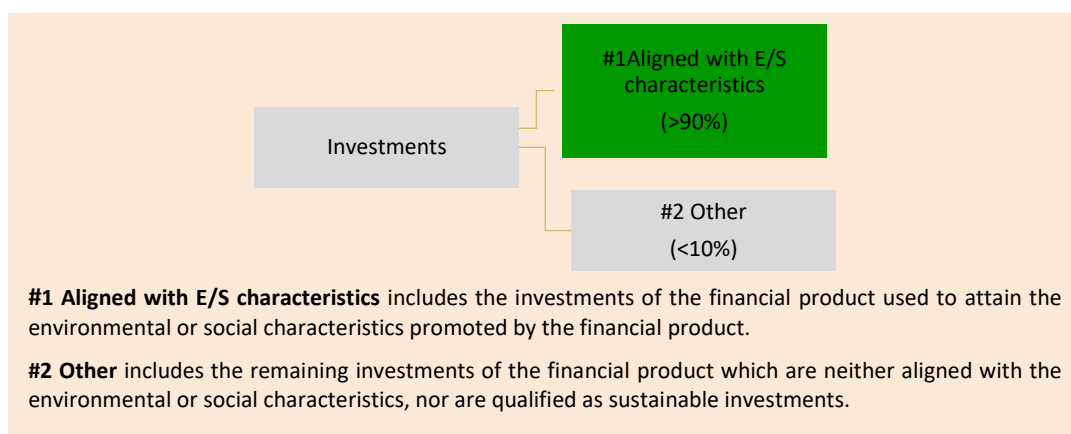 #1Aligned with E/S
characteristics
(>90%)
Investments
#2 Other
(<10%)
#1 Aligned with E/S characteristics includes the investments of the financial product used to attain the
environmental or social characteristics promoted by the financial product.
#2 Other includes the remaining investments of the financial product which are neither aligned with the
environmental or social characteristics, nor are qualified as sustainable investments.